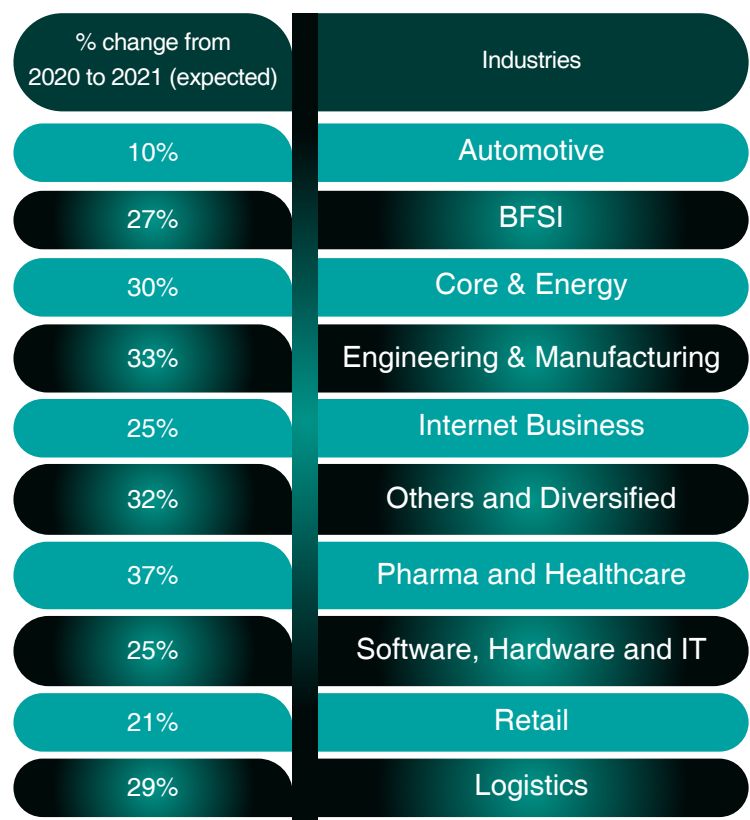 % change from
2020 to 2021 (expected)
Industries
10%
Automotive
27%
BFSI
30%
Core & Energy
33%
Engineering & Manufacturing
25%
Internet Business
32%
Others and Diversified
37%
Pharma and Healthcare
25%
Software, Hardware and IT
21%
Retail
29%
Logistics